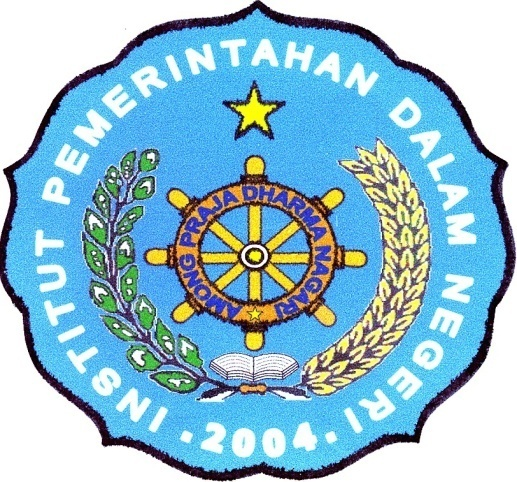 INSTITUT PEMERINTAHAN DALAM NEGERI
AMONG PRAJA DHARMA NAGARI
· 2004 ·